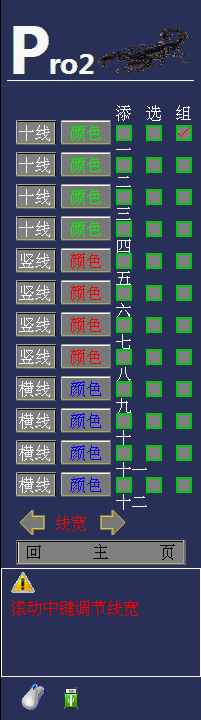 Pro2
添 选 组
十线 颜色
一
十线 颜色
二
十线 颜色
三
十线 颜色
四
竖线 颜色
五
竖线 颜色
六
竖线 颜色
七
竖线 颜色
八
横线 颜色
九
横线 颜色
十
横线 颜色
十一
横线 颜色
十二
线宽
回 主 页
滚动中键调节线宽